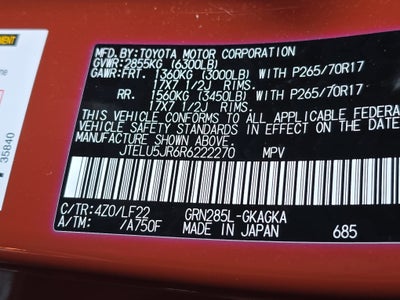 MFD. BY:TOYOTA MOTOR CORPORATION
GVWR:2855KG (6300LB)
GAWR:FRT. 1360KG (3000LB) WITH P265/70R17
17X7 1/2J RIMS.
RR. 1560KG (3450LB) WITH P265/70R17
17X7 1/2J RIMS.
THIS VEHICLE CONFORMS TO ALL APPLICABLE FEDERAL
VEHICLE SAFETY STANDARDS IN EFFECT ON THE DATE
MANUFACTURE SHOWN ABOVE.
JTELU5JR6R6222270 MPV
C/TR:4Z0/LF22 GRN285L-GKAGKA
A/TM: /A750F MADE IN JAPAN 685
35840